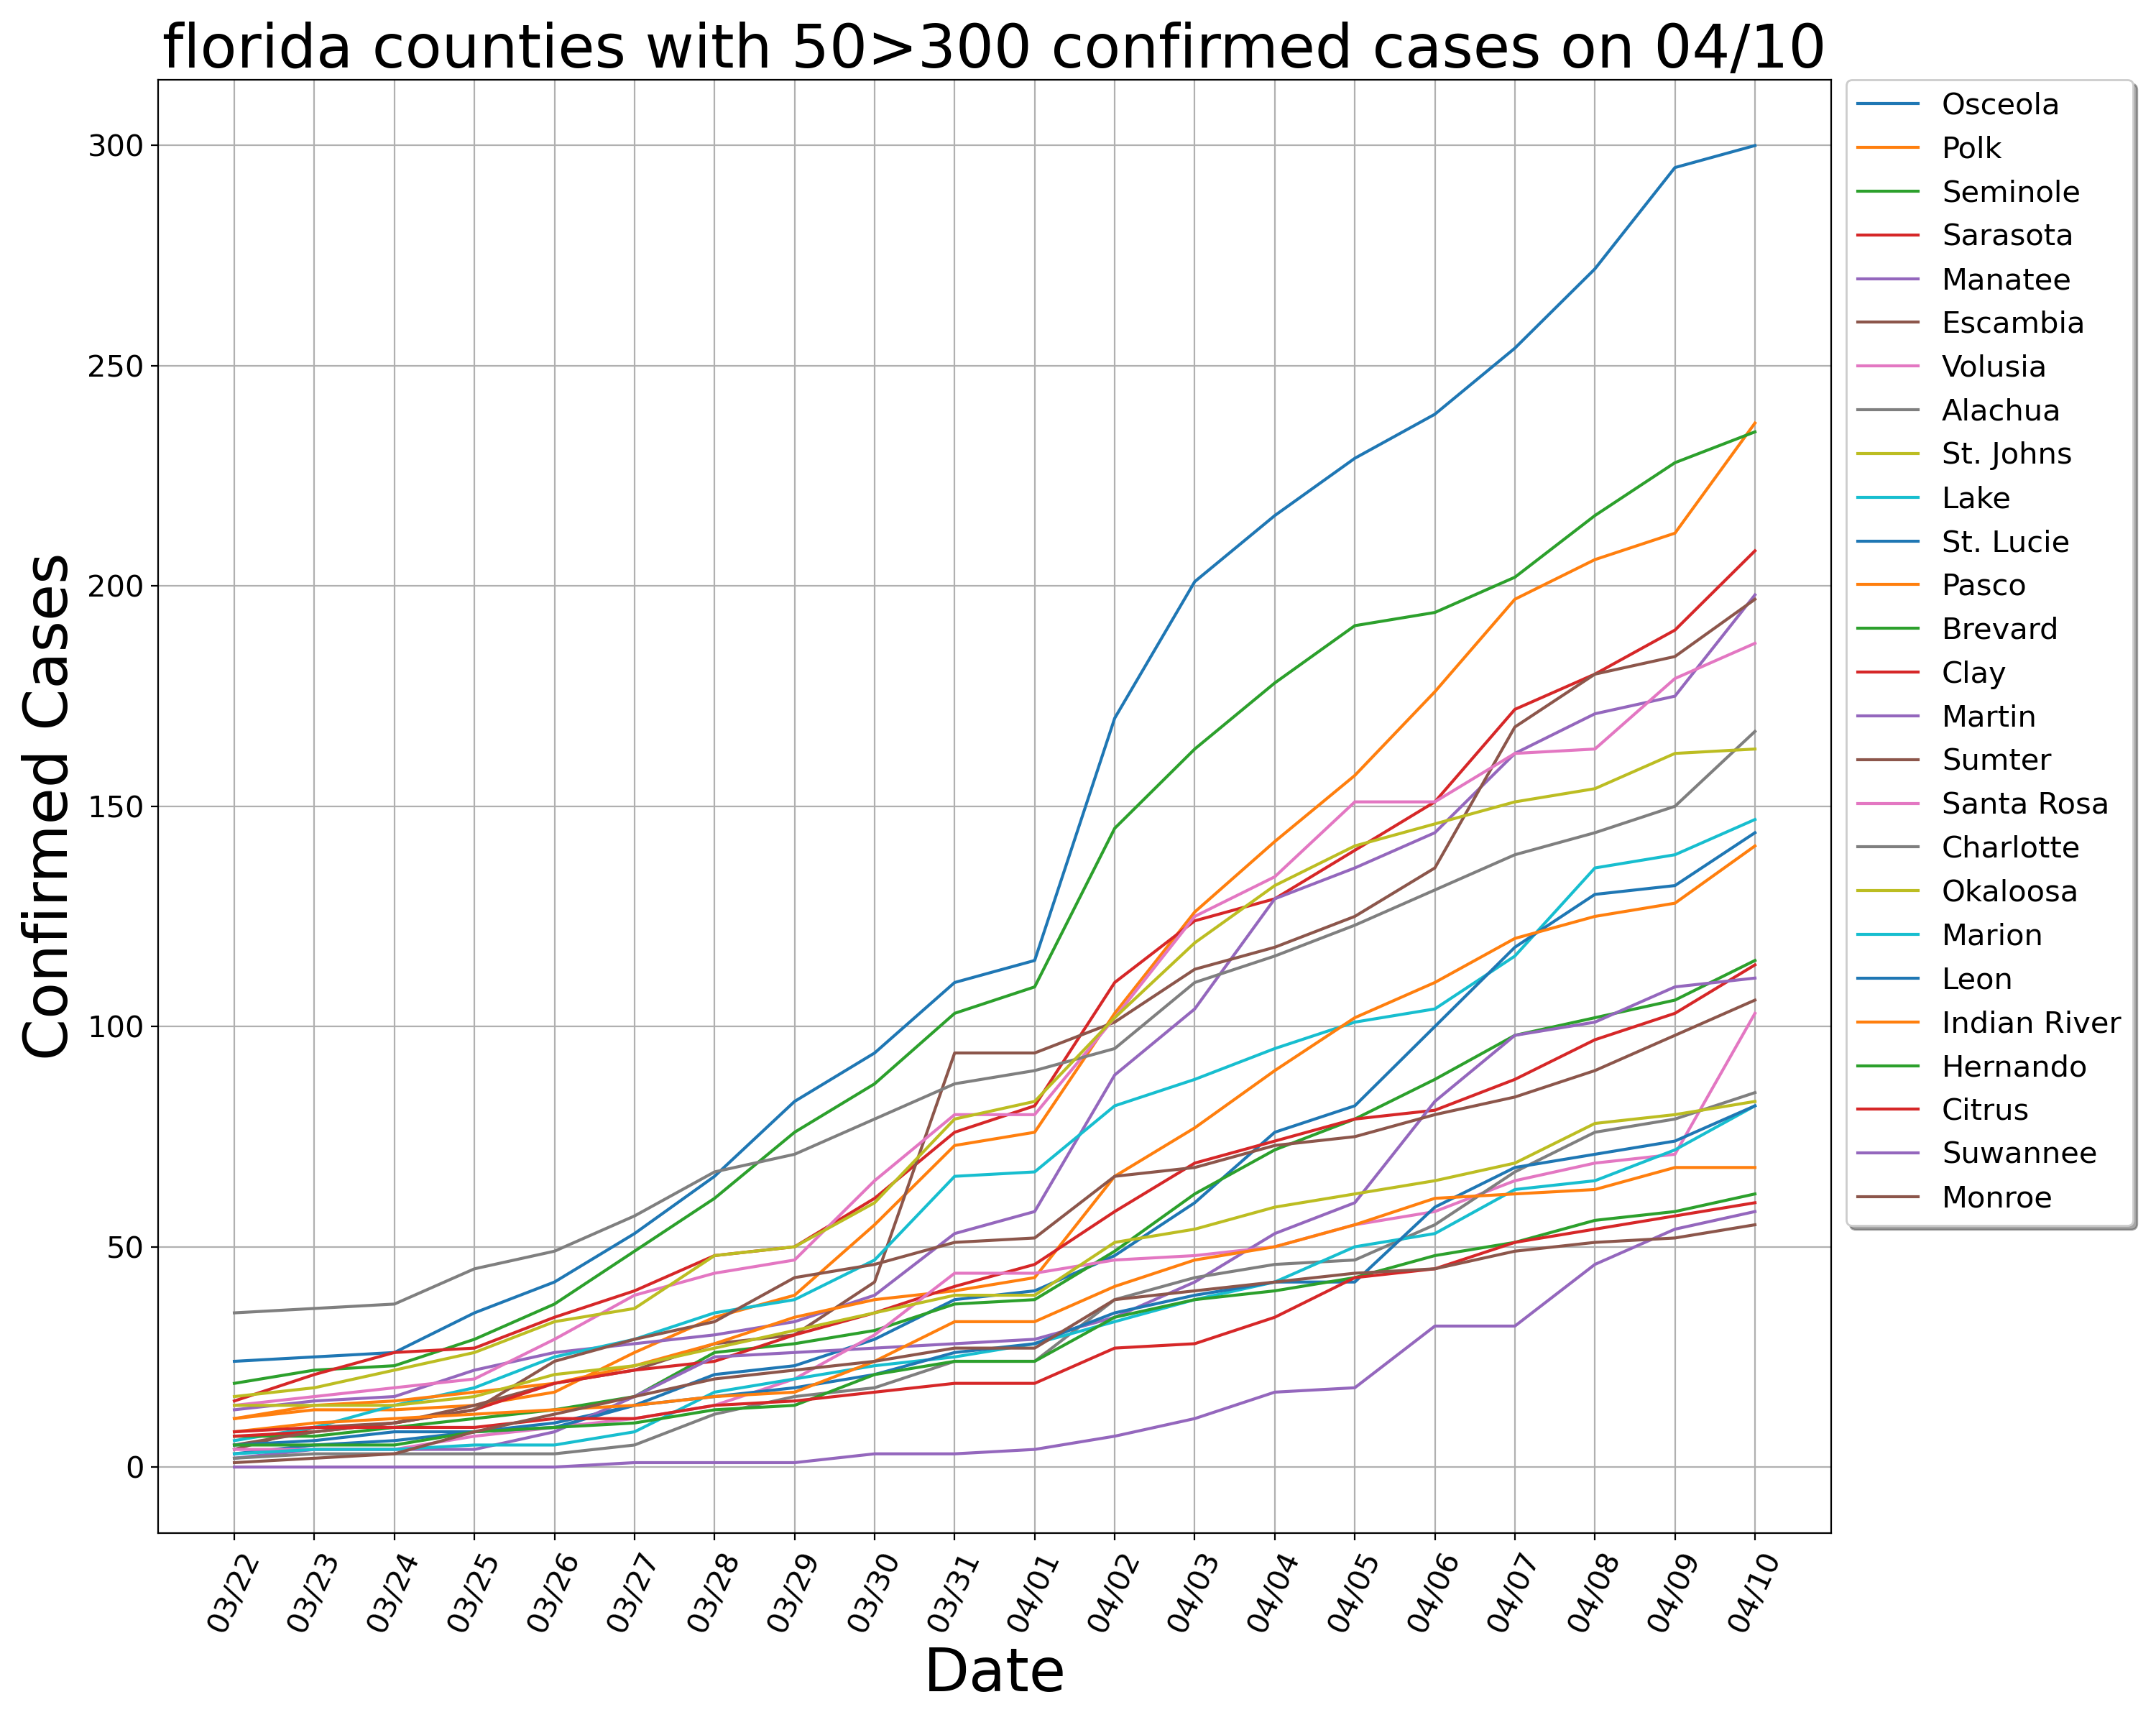 florida counties with 50>300 confirmed cases on 04/10
Confirmed Cases
300
250
200
150
100
50
0
03/22
03/23
03/24
03/25
03/26
03/27
03/28
03/29
03/30
03/31
04/01
04/02
04/03
04/04
04/05
04/06
04/07
04/08
04/09
04/10
Date
Osceola
Polk
Seminole
Sarasota
Manatee
Escambia
Volusia
Alachua
St. Johns
Lake
St. Lucie
Pasco
Brevard
Clay
Martin
Sumter
Santa Rosa
Charlotte
Okaloosa
Marion
Leon
Indian River
Hernando
Citrus
Suwannee
Monroe